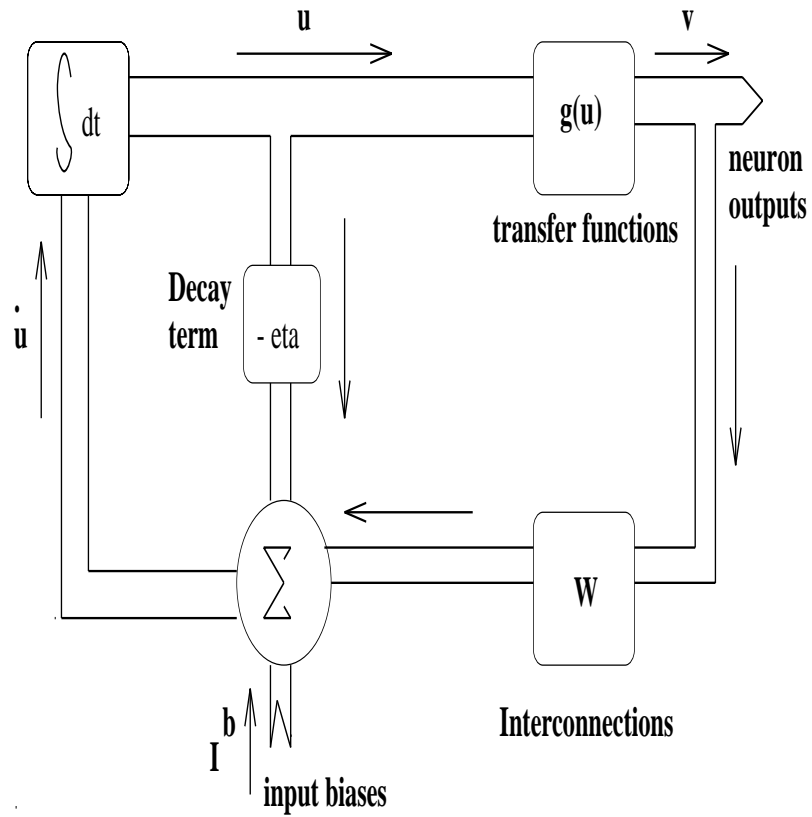 u
v
∫ dt
g(u)
neuron
outputs
transfer functions
Decay
term
- eta
u̇
Σ
W
b
I
Interconnections
input biases